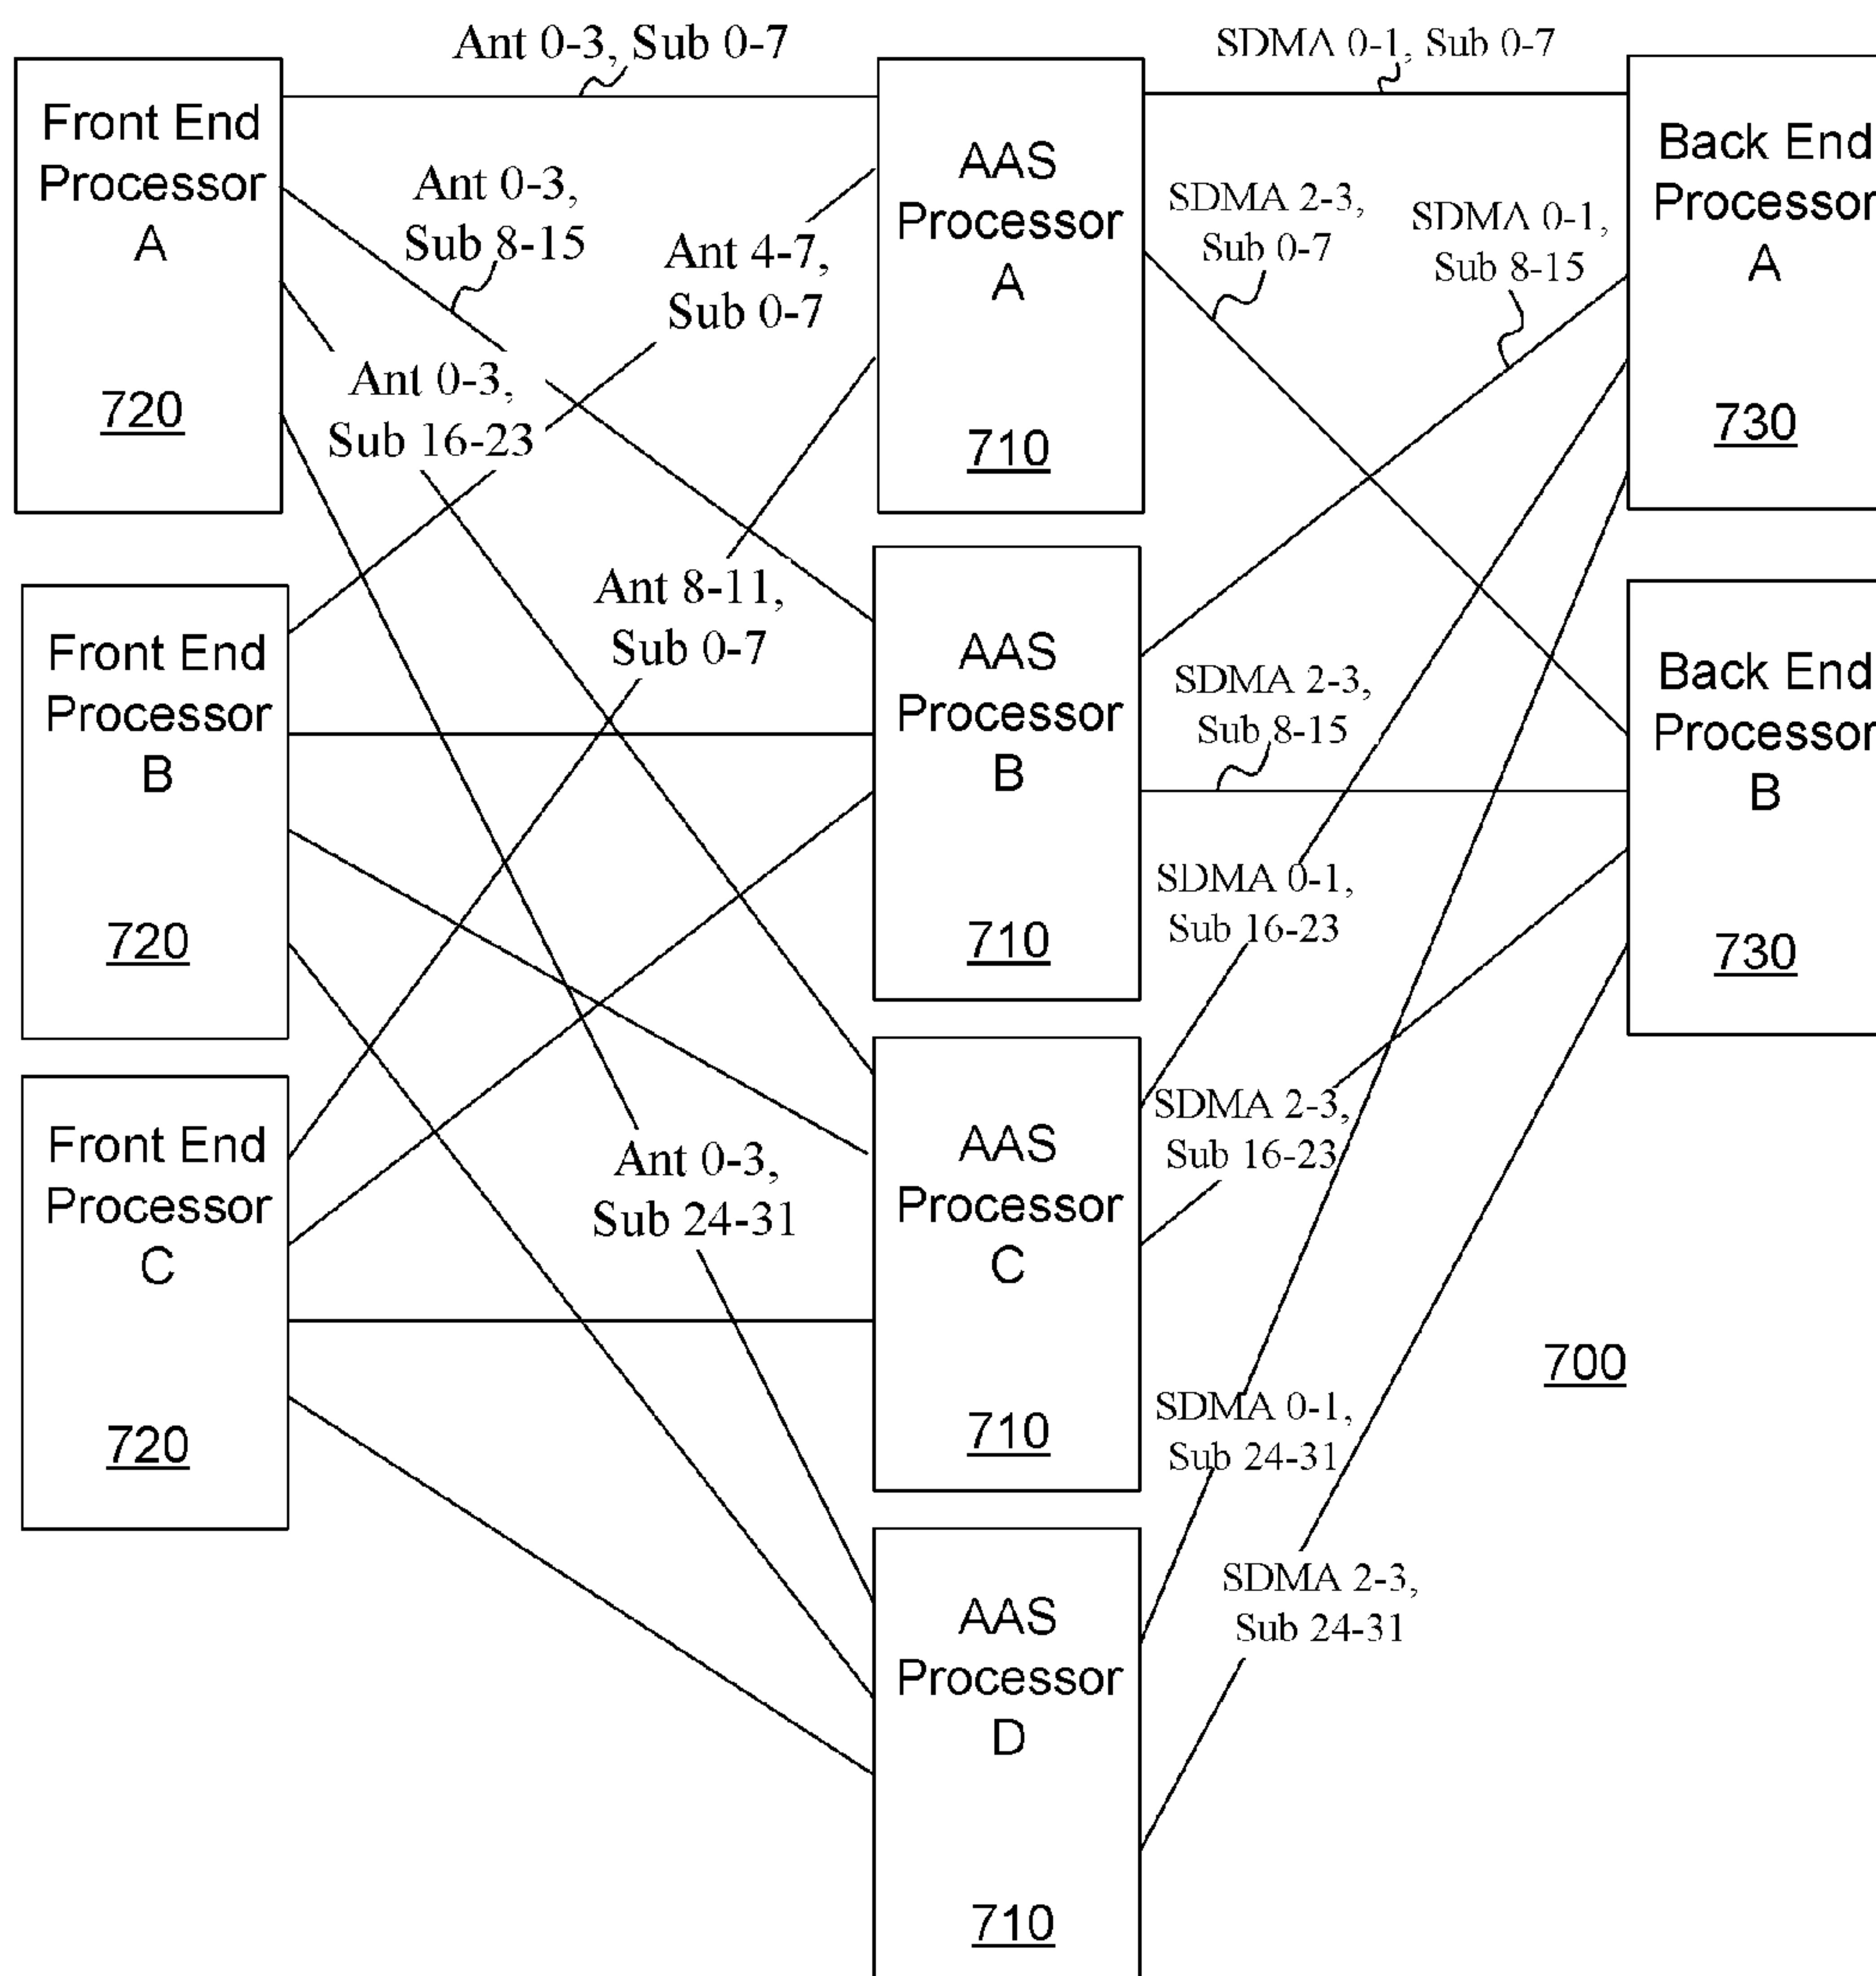 Ant 0-3, Sub 0-7
SDMA 0-1, Sub 0-7
Front End
Processor
A
720
Ant 0-3,
Sub 8-15
Ant 4-7,
Sub 0-7
Ant 0-3,
Sub 16-23
AAS
Processor
A
710
SDMA 2-3,
Sub 0-7
SDMA 0-1,
Sub 8-15
Back End
Processor
A
730
Front End
Processor
B
720
Ant 8-11,
Sub 0-7
AAS
Processor
B
710
SDMA 2-3,
Sub 8-15
SDMA 0-1,
Sub 16-23
Back End
Processor
B
730
Front End
Processor
C
720
Ant 0-3,
Sub 24-31
AAS
Processor
C
710
SDMA 2-3,
Sub 16-23
700
SDMA 0-1,
Sub 24-31
AAS
Processor
D
710
SDMA 2-3,
Sub 24-31